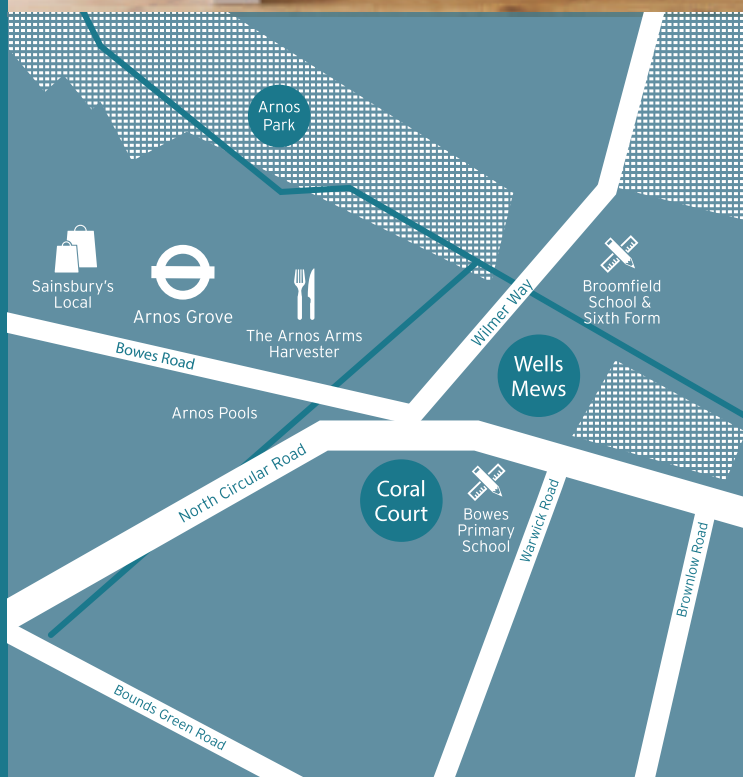 Arnos
Park
Sainsbury's
Local
Arnos Grove
The Arnos Arms
Harvester
Broomfield
School &
Sixth Form
Wilmer Way
Bowes Road
Wells
Mews
Arnos Pools
North Circular Road
Coral
Court
Bowes
Primary
School
Warwick Road
Brownlow Road
Bounds Green Road